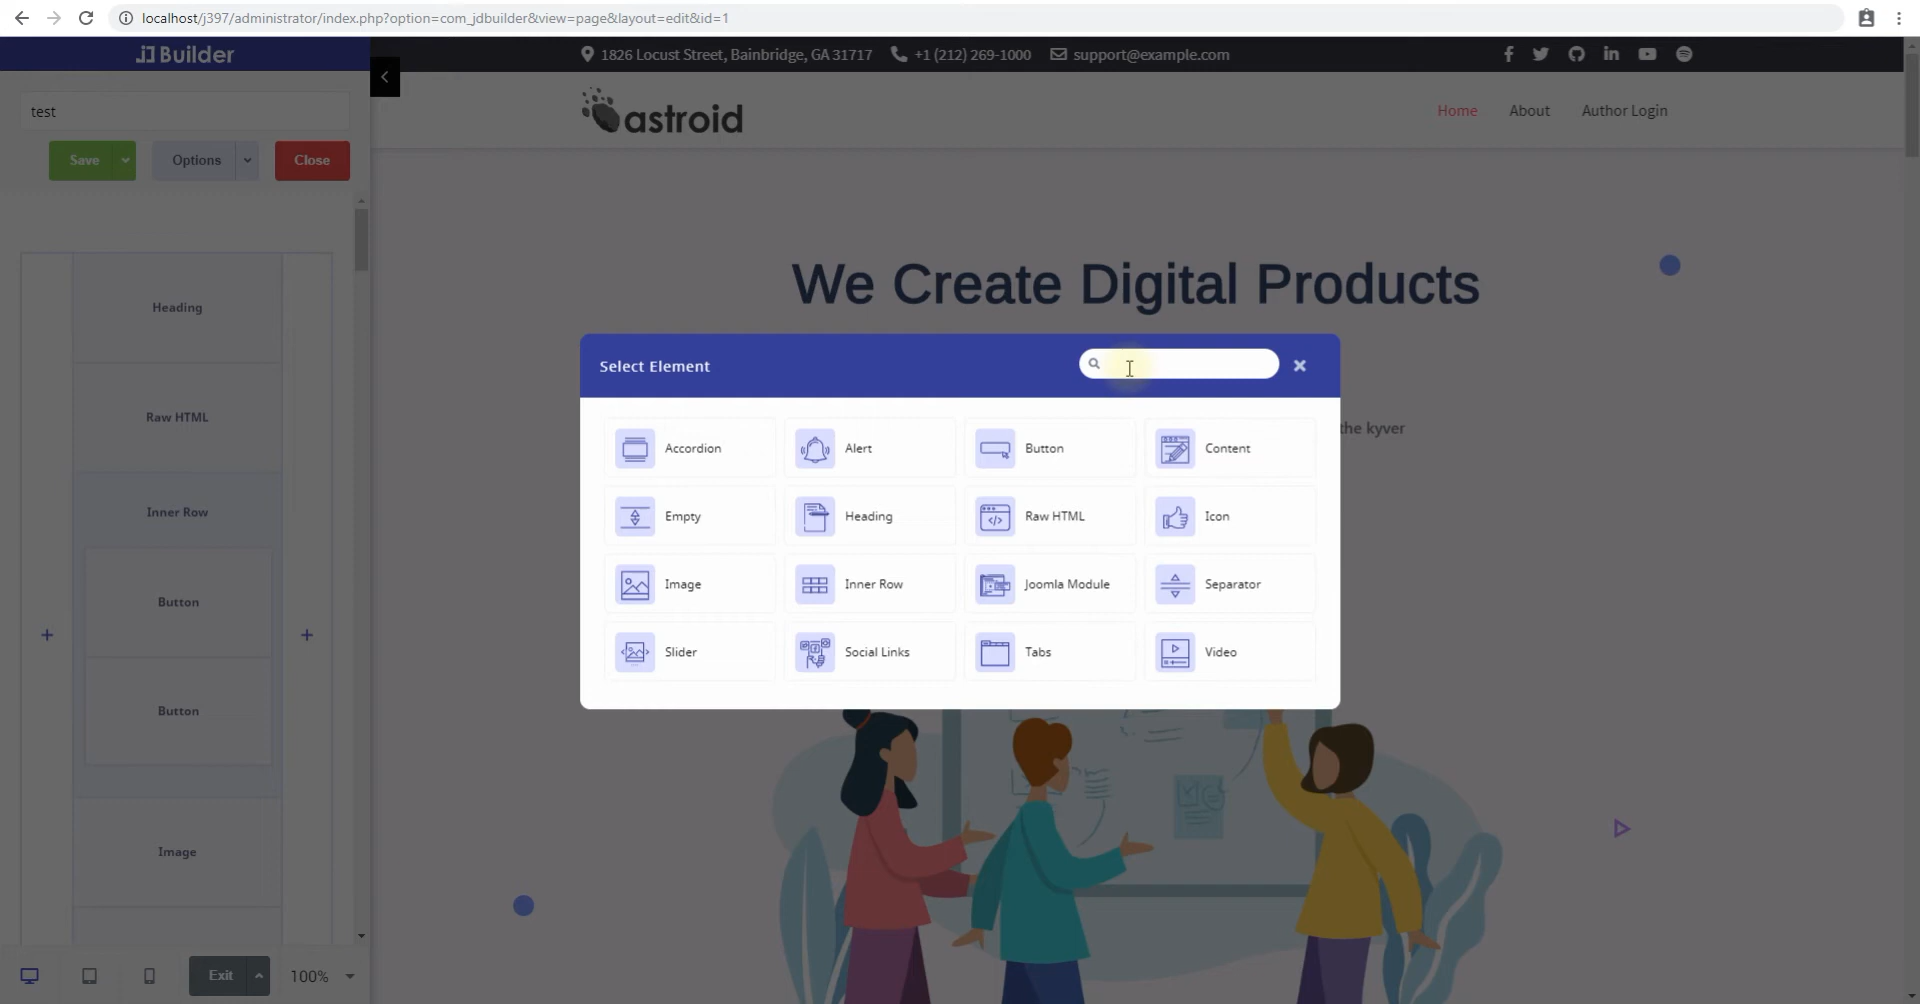 localhost/j397/administrator/index.php?option=com_jdbuilder&view=page&layout=edit&id=1
JD Builder
1826 Locust Street, Bainbridge, GA 31717
+1 (212) 269-1000
support@example.com
test
Save
Options
Close
astroid
Home
About
Author Login
We Create Digital Products
the kyver
Heading
Raw HTML
Inner Row
Button
Button
Image
Select Element
Accordion
Alert
Button
Content
Empty
Heading
Raw HTML
Icon
Image
Inner Row
Joomla Module
Separator
Slider
Social Links
Tabs
Video
Exit
100%